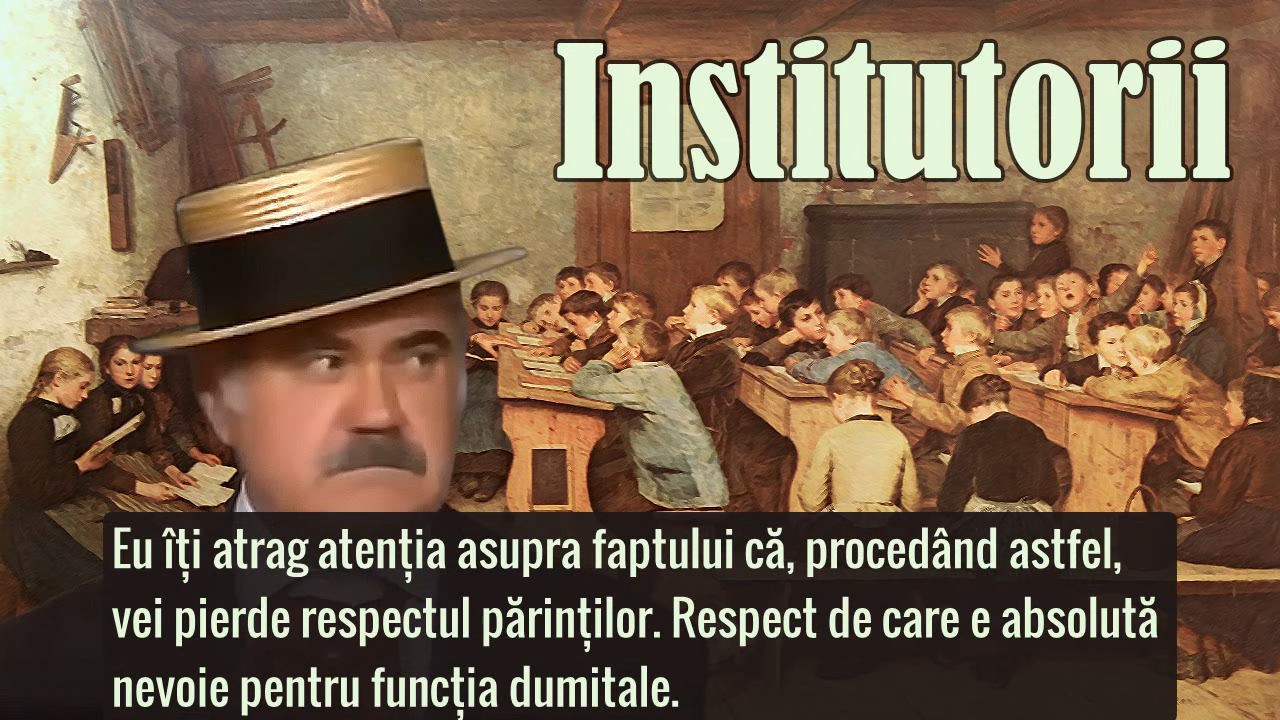 Institutorii
Eu îți atrag atenția asupra faptului că, procedând astfel,
vei pierde respectul părinților. Respect de care e absolută
nevoie pentru funcția dumitale.